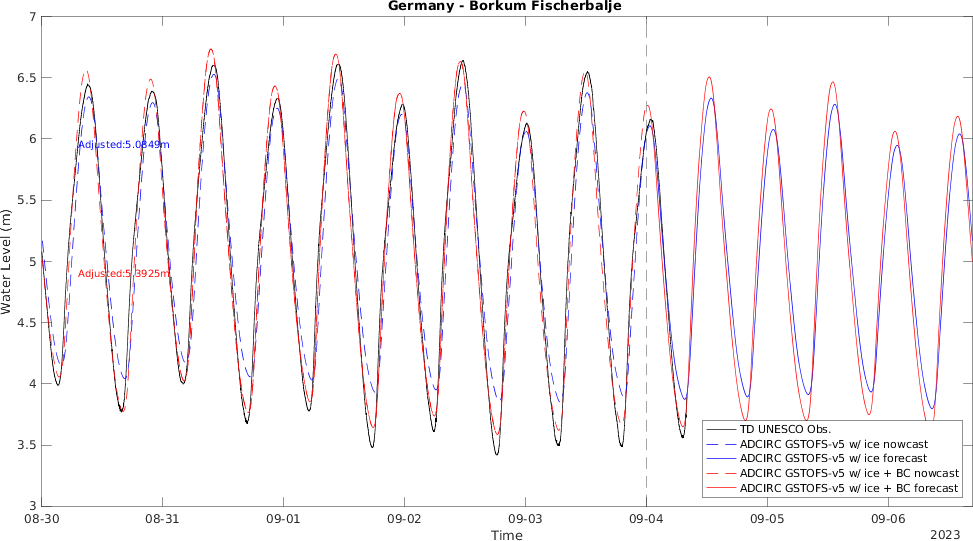 Germany - Borkum Fischerbalje
7
6.5
6
5.5
5
4.5
4
3.5
3
Water Level (m)
Adjusted:5.0849m
Adjusted:5.3925m
TD UNESCO Obs.
ADCIRC GSTOFS-v5 w/ ice nowcast
ADCIRC GSTOFS-v5 w/ ice forecast
ADCIRC GSTOFS-v5 w/ ice + BC nowcast
ADCIRC GSTOFS-v5 w/ ice + BC forecast
08-30 08-31 09-01 09-02 09-03 09-04 09-05 09-06
Time
2023